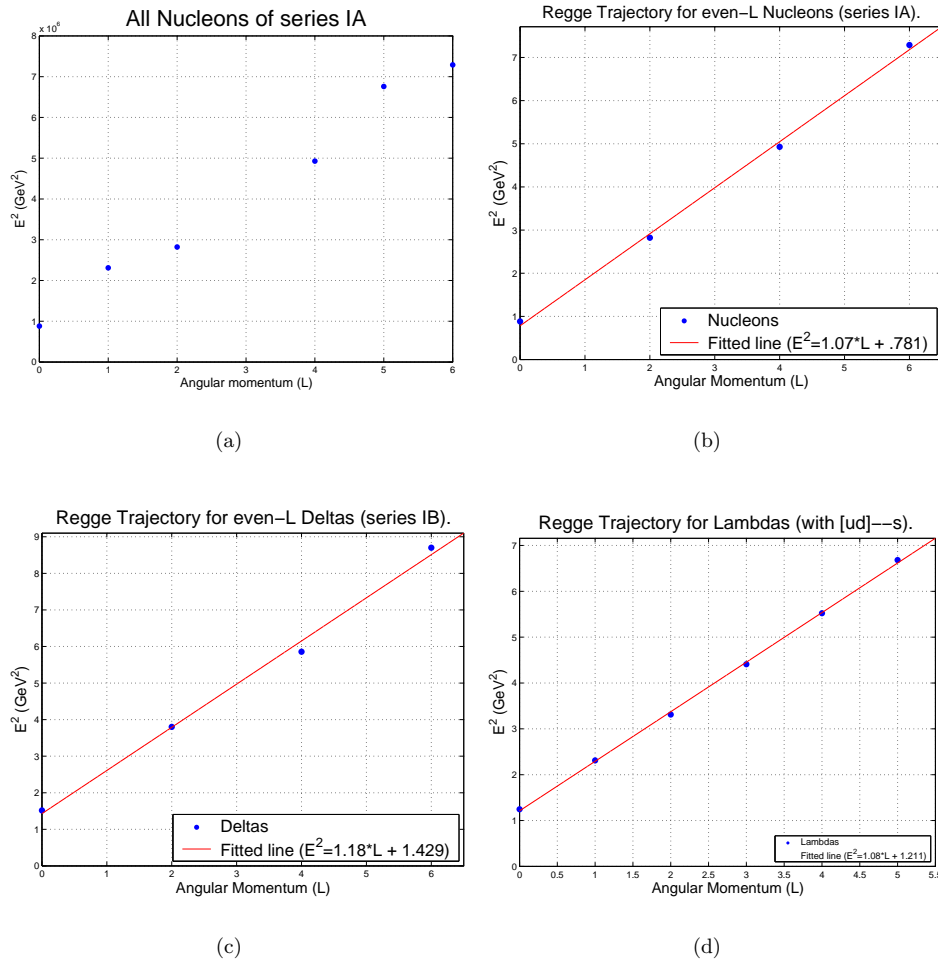 All Nucleons of series IA
x 10^6
8
7
6
5
4
3
2
1
0
E^2 (GeV^2)
0 1 2 3 4 5 6
Angular momentum (L)
(a)
Regge Trajectory for even−L Nucleons (series IA).
7
6
5
4
3
2
1
0
E^2 (GeV^2)
Nucleons
Fitted line (E^2=1.07*L + .781)
0 1 2 3 4 5 6
Angular Momentum (L)
(b)
Regge Trajectory for even−L Deltas (series IB).
9
8
7
6
5
4
3
2
1
0
E^2 (GeV^2)
Deltas
Fitted line (E^2=1.18*L + 1.429)
0 1 2 3 4 5 6
Angular Momentum (L)
(c)
Regge Trajectory for Lambdas (with [ud]−−s).
7
6
5
4
3
2
1
0
E^2 (GeV^2)
Lambdas
Fitted line (E^2=1.08*L + 1.211)
0 0.5 1 1.5 2 2.5 3 3.5 4 4.5 5 5.5
Angular Momentum (L)
(d)